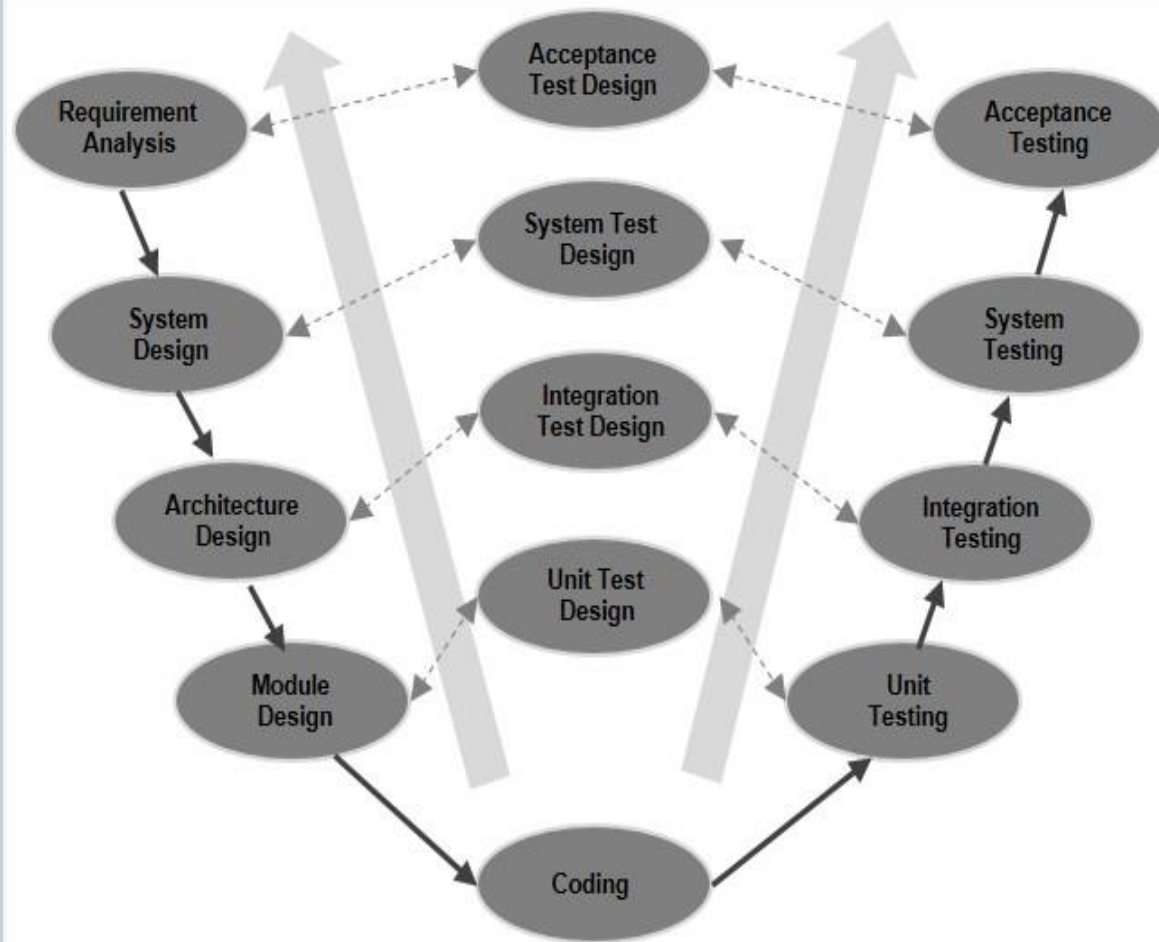 Acceptance
Test Design
Requirement
Analysis
Acceptance
Testing
System Test
Design
System
Design
System
Testing
Integration
Test Design
Architecture
Design
Integration
Testing
Unit Test
Design
Module
Design
Unit
Testing
Coding